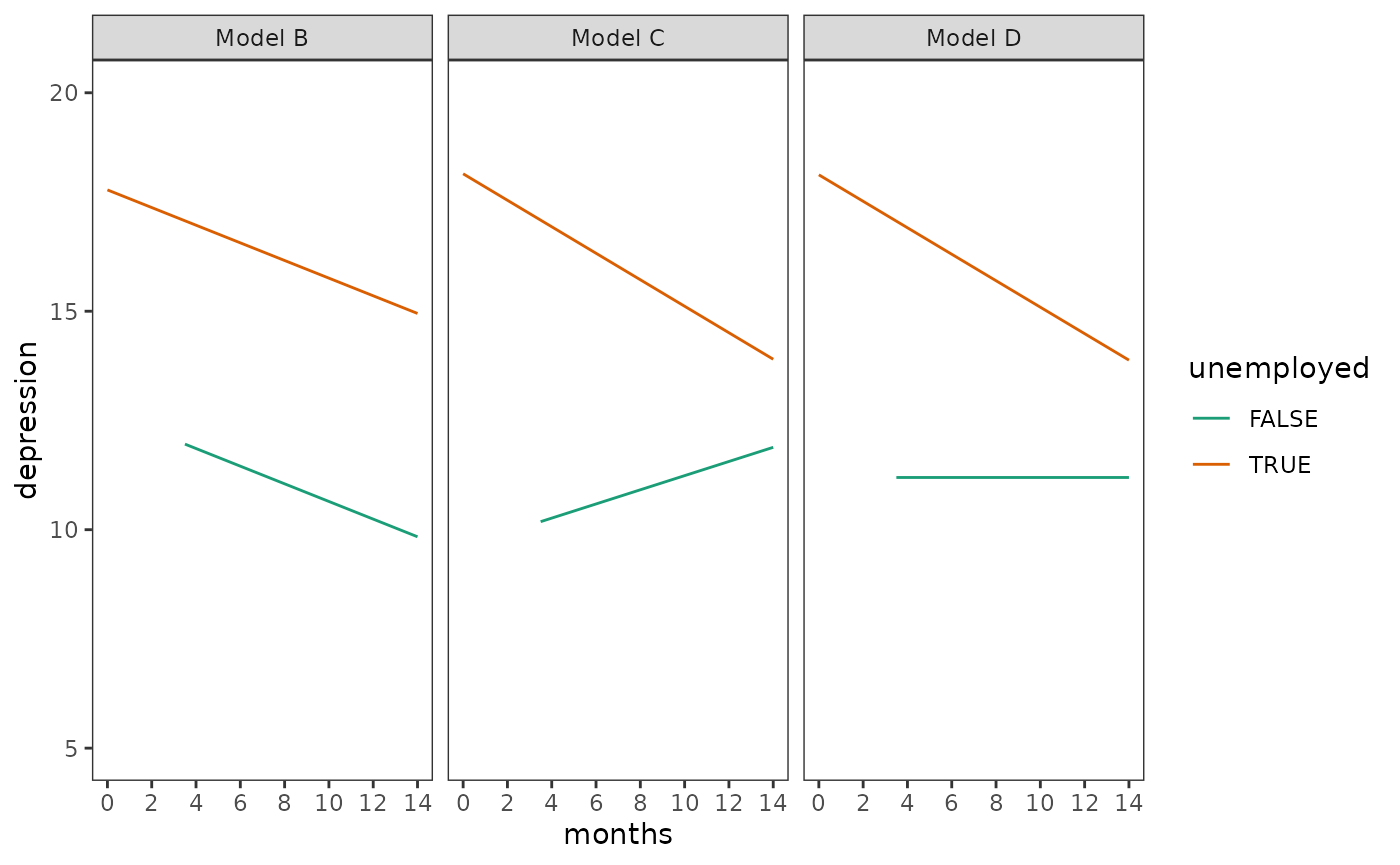 Model B
Model C
Model D
20
15
10
5
depression
0 2 4 6 8 10 12 14
0 2 4 6 8 10 12 14
0 2 4 6 8 10 12 14
months
unemployed
FALSE
TRUE